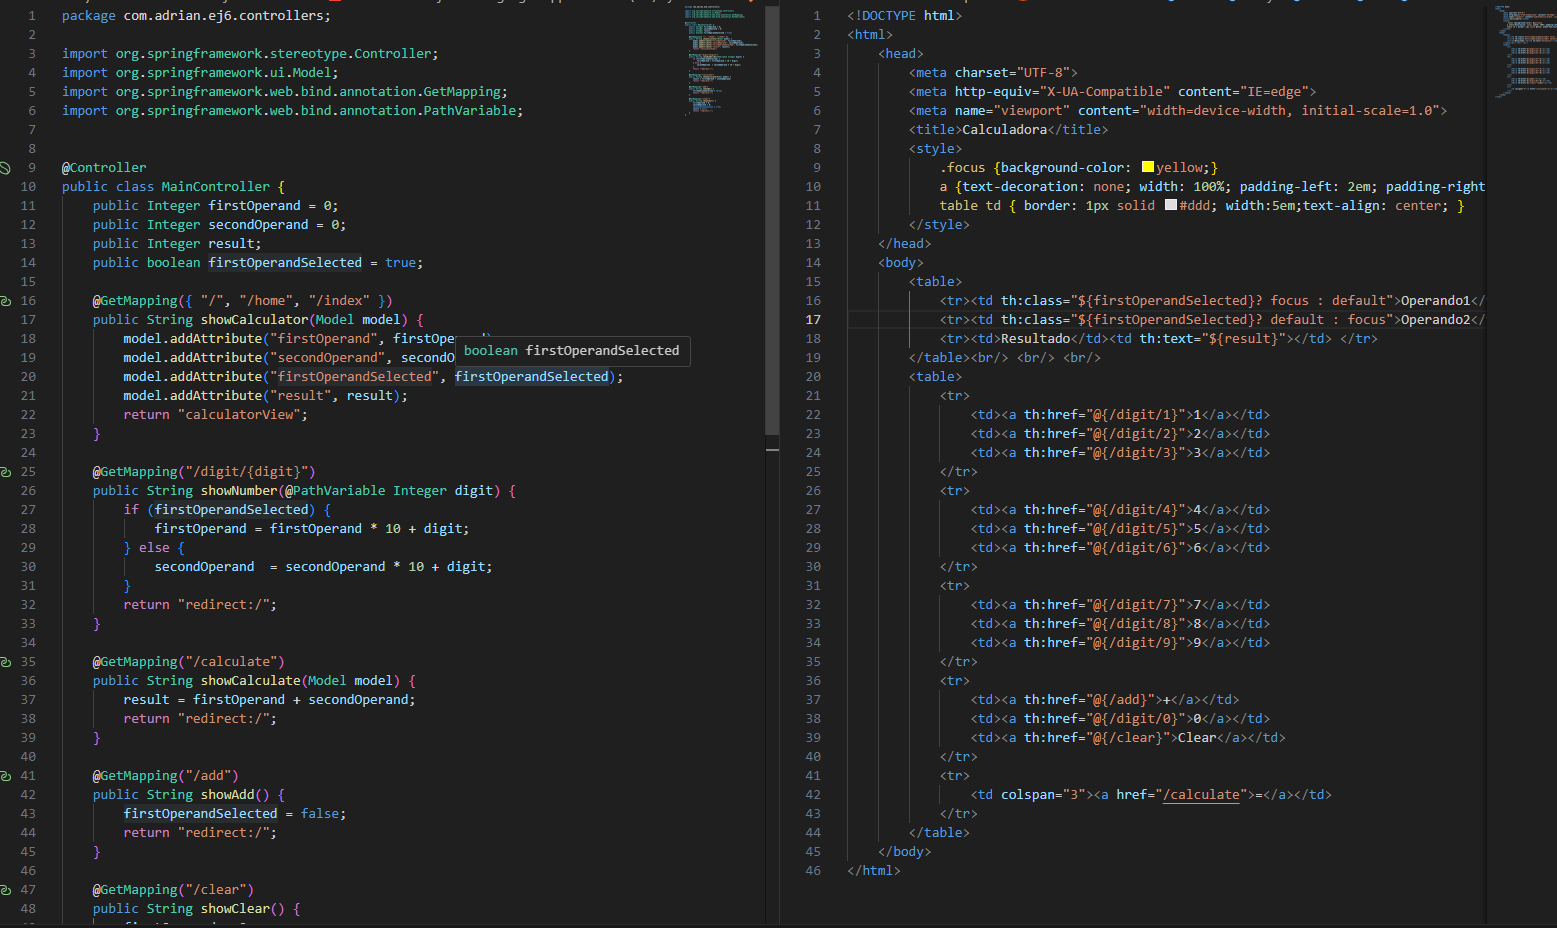 1 package com.adrian.ej6.controllers;
2
3 import org.springframework.stereotype.Controller;
4 import org.springframework.ui.Model;
5 import org.springframework.web.bind.annotation.GetMapping;
6 import org.springframework.web.bind.annotation.PathVariable;
7
8
9 @Controller
10 public class MainController {
11 public Integer firstOperand = 0;
12 public Integer secondOperand = 0;
13 public Integer result;
14 public boolean firstOperandSelected = true;
15
16 @GetMapping({ "/", "/home", "/index" })
17 public String showCalculator(Model model) {
18 model.addAttribute("firstOperand", firstOpe
19 model.addAttribute("secondOperand", secondO
boolean firstOperandSelected
20 model.addAttribute("firstOperandSelected", firstOperandSelected);
21 model.addAttribute("result", result);
22 return "calculatorView";
23 }
24
25 @GetMapping("/digit/{digit}")
26 public String showNumber(@PathVariable Integer digit) {
27 if (firstOperandSelected) {
28 firstOperand = firstOperand * 10 + digit;
29 } else {
30 secondOperand  = secondOperand * 10 + digit;
31 }
32 return "redirect:/";
33 }
34
35 @GetMapping("/calculate")
36 public String showCalculate(Model model) {
37 result = firstOperand + secondOperand;
38 return "redirect:/";
39 }
40
41 @GetMapping("/add")
42 public String showAdd() {
43 firstOperandSelected = false;
44 return "redirect:/";
45 }
46
47 @GetMapping("/clear")
48 public String showClear() {
1 <!DOCTYPE html>
2 <html>
3 <head>
4 <meta charset="UTF-8">
5 <meta http-equiv="X-UA-Compatible" content="IE=edge">
6 <meta name="viewport" content="width=device-width, initial-scale=1.0">
7 <title>Calculadora</title>
8 <style>
9 .focus {background-color: yellow;}
10 a {text-decoration: none; width: 100%; padding-left: 2em; padding-right
11 table td { border: 1px solid #ddd; width:5em;text-align: center; }
12 </style>
13 </head>
14 <body>
15 <table>
16 <tr><td th:class="${firstOperandSelected}? focus : default">Operando1</
17 <tr><td th:class="${firstOperandSelected}? default : focus">Operando2</
18 <tr><td>Resultado</td><td th:text="${result}"></td> </tr>
19 </table><br/> <br/> <br/>
20 <table>
21 <tr>
22 <td><a th:href="@{/digit/1}">1</a></td>
23 <td><a th:href="@{/digit/2}">2</a></td>
24 <td><a th:href="@{/digit/3}">3</a></td>
25 </tr>
26 <tr>
27 <td><a th:href="@{/digit/4}">4</a></td>
28 <td><a th:href="@{/digit/5}">5</a></td>
29 <td><a th:href="@{/digit/6}">6</a></td>
30 </tr>
31 <tr>
32 <td><a th:href="@{/digit/7}">7</a></td>
33 <td><a th:href="@{/digit/8}">8</a></td>
34 <td><a th:href="@{/digit/9}">9</a></td>
35 </tr>
36 <tr>
37 <td><a th:href="@{/add}">+</a></td>
38 <td><a th:href="@{/digit/0}">0</a></td>
39 <td><a th:href="@{/clear}">Clear</a></td>
40 </tr>
41 <tr>
42 <td colspan="3"><a href="/calculate">=</a></td>
43 </tr>
44 </table>
45 </body>
46 </html>